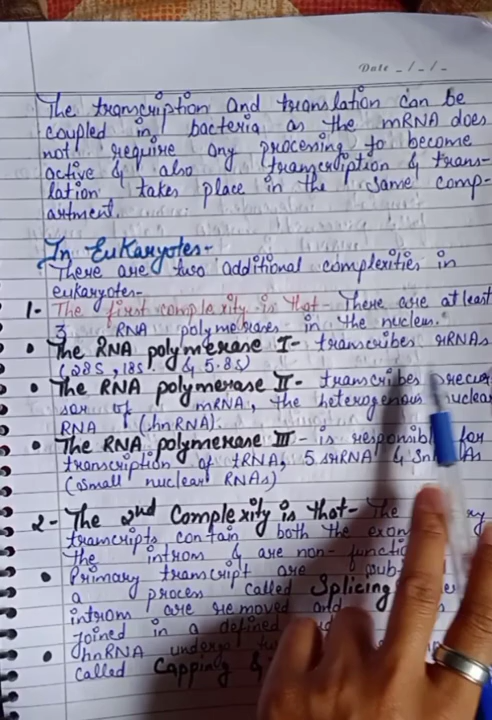 Date _/_/_
The transcription and translation can be
coupled in bacteria as the mRNA does
not require any processing to become
active & also transcription & trans-
lation takes place in the same comp-
artment.
In Eukaryotes-
There are two additional complexities in
eukaryotes-
1- The first complexity is that- There are atleast
3 RNA polymerases in the nucleus.
• The RNA polymerase I- transcribes rRNAs
(28S, 18S & 5.8S)
• The RNA polymerase II- transcribes precur
sor of mRNA, the heterogenous nuclear
RNA (hnRNA).
• The RNA polymerase III- is responsibl for
transcription of tRNA, 5 srRNA & Sn As
(small nuclear RNAs)
2- The 2nd Complexity is that- The
transcripts contain both the exon
the introns & are non-functio
• Primary transcript are sub
a process called Splicing
introns are removed and
joined in a defined
• hnRNA undergo
called Capping &